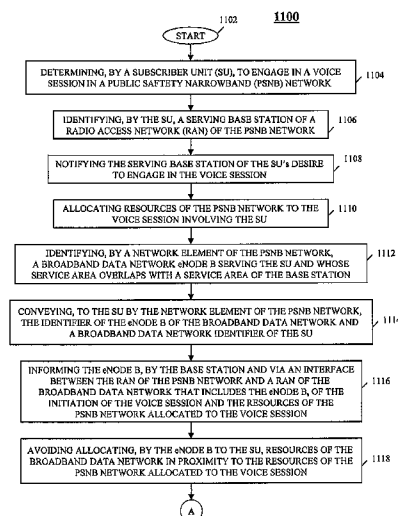 1100
1102
START
DETERMINING, BY A SUBSCRIBER UNIT (SU), TO ENGAGE IN A VOICE
SESSION IN A PUBLIC SAFTETY NARROWBAND (PSNB) NETWORK
1104
IDENTIFYING, BY THE SU, A SERVING BASE STATION OF A
RADIO ACCESS NETWORK (RAN) OF THE PSNB NETWORK
1106
NOTIFYING THE SERVING BASE STATION OF THE SU's DESIRE
TO ENGAGE IN THE VOICE SESSION
1108
ALLOCATING RESOURCES OF THE PSNB NETWORK TO THE
VOICE SESSION INVOLVING THE SU
1110
IDENTIFYING, BY A NETWORK ELEMENT OF THE PSNB NETWORK,
A BROADBAND DATA NETWORK eNODE B SERVING THE SU AND WHOSE
SERVICE AREA OVERLAPS WITH A SERVICE AREA OF THE BASE STATION
1112
CONVEYING, TO THE SU BY THE NETWORK ELEMENT OF THE PSNB NETWORK,
THE IDENTIFIER OF THE eNODE B OF THE BROADBAND DATA NETWORK AND
A BROADBAND DATA NETWORK IDENTIFIER OF THE SU
1114
INFORMING THE eNODE B, BY THE BASE STATION AND VIA AN INTERFACE
BETWEEN THE RAN OF THE PSNB NETWORK AND A RAN OF THE
BROADBAND DATA NETWORK THAT INCLUDES THE eNODE B, OF THE
INITIATION OF THE VOICE SESSION AND THE RESOURCES OF THE
PSNB NETWORK ALLOCATED TO THE VOICE SESSION
1116
AVOIDING ALLOCATING, BY THE eNODE B TO THE SU, RESOURCES OF THE
BROADBAND DATA NETWORK IN PROXIMITY TO THE RESOURCES OF THE
PSNB NETWORK ALLOCATED TO THE VOICE SESSION
1118
A